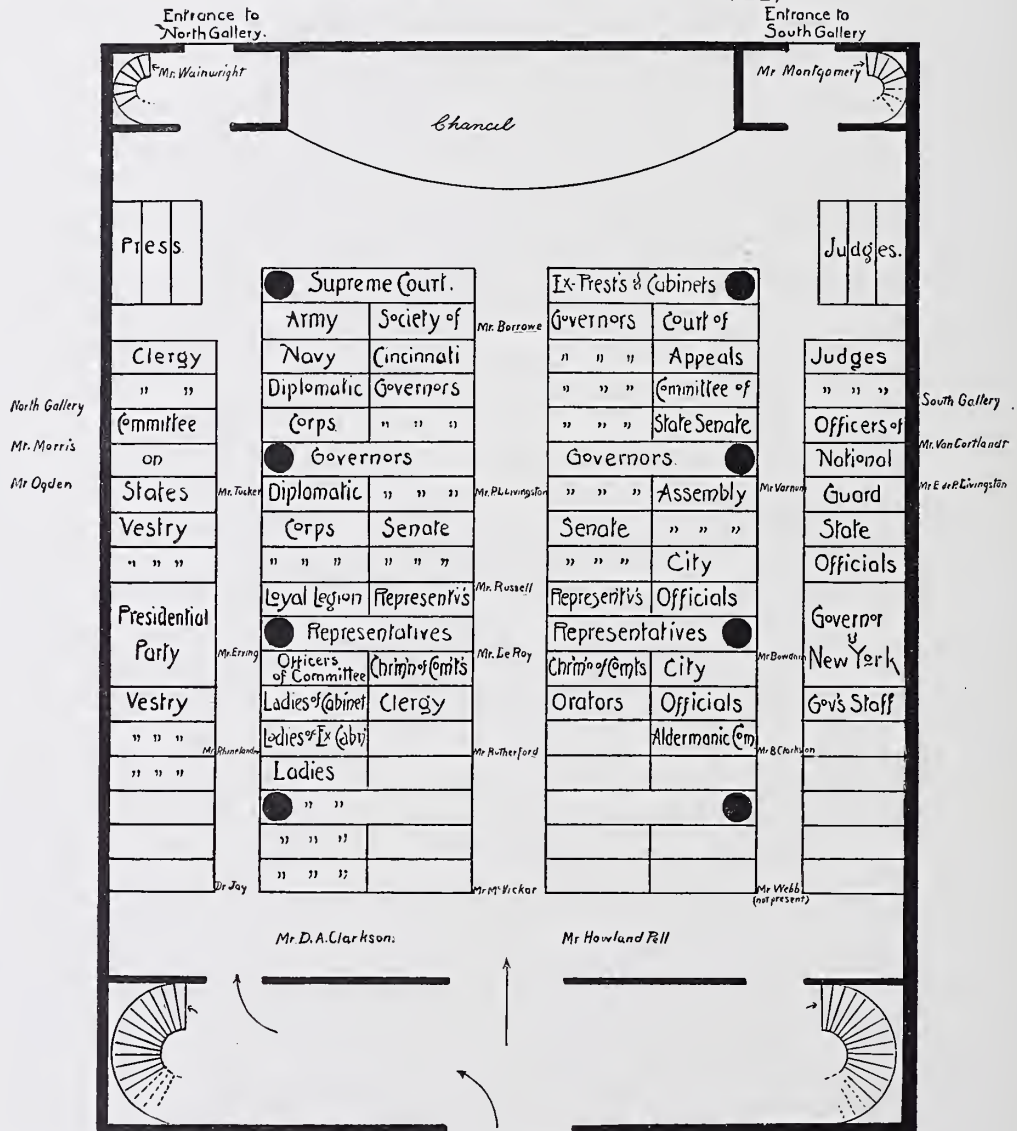 Entrance to
North Gallery.
Entrance to
South Gallery
Mr. Wainwright
Mr Montgomery
Chancel
Press.
Judges.
Clergy
" "
Committee
on
States
Vestry
" " "
Presidential
Party
Vestry
" " "
" " "
North Gallery
Mr. Morris
Mr Ogden
Mr. Tucker
Mr. Erving
Mr. Rhinelander
Dr Jay
Supreme Court.
Army Society of
Navy Cincinnati
Diplomatic Governors
Corps. " " "
Governors
Diplomatic " " "
Corps Senate
" " " " " "
Loyal Legion Represent'v's
Representatives
Officers
of Committee Chr'm'n of Com'ts
Ladies of Cabinet Clergy
Ladies of Ex Cab'ts
Ladies
" "
" " "
" " "
Mr. Borrowe
Mr. P.L. Livingston
Mr. Russell
Mr. Le Roy
Mr Rutherford
Mr McVickar
Ex-Prest's & Cabinets
Governors Court of
" " " Appeals
" " " Committee of
" " " State Senate
Governors.
" " " Assembly
Senate " " "
" " " City
Represent'v's Officials
Representatives
Chr'm'n of Com'ts City
Orators Officials
Aldermanic Com
Mr Varnum
Mr B Clarkson
Mr Webb
(not present)
Judges
" " "
Officers of
National
Guard
State
Officials
Governor
of
New York
Gov's Staff
South Gallery
Mr. Van Cortlandt
Mr E de P. Livingston
Mr. D. A. Clarkson.
Mr Howland Pell